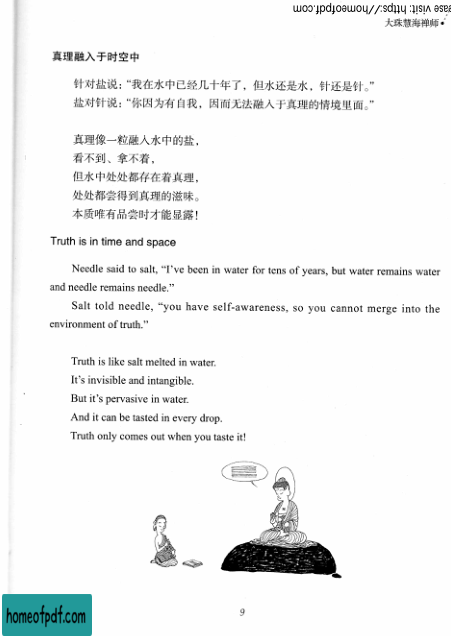 ase visit: https://homeofpdf.com
大珠慧海禅师•
真理融入于时空中
针对盐说：“我在水中已经几十年了，但水还是水，针还是针。”
盐对针说：“你因为有自我，因而无法融入于真理的情境里面。”
真理像一粒融入水中的盐，
看不到、拿不着，
但水中处处都存在着真理，
处处都尝得到真理的滋味。
本质唯有品尝时才能显露！
Truth is in time and space
Needle said to salt, “I’ve been in water for tens of years, but water remains water
and needle remains needle.”
Salt told needle, “you have self-awareness, so you cannot merge into the
environment of truth.”
Truth is like salt melted in water.
It’s invisible and intangible.
But it’s pervasive in water.
And it can be tasted in every drop.
Truth only comes out when you taste it!
9
homeofpdf.com